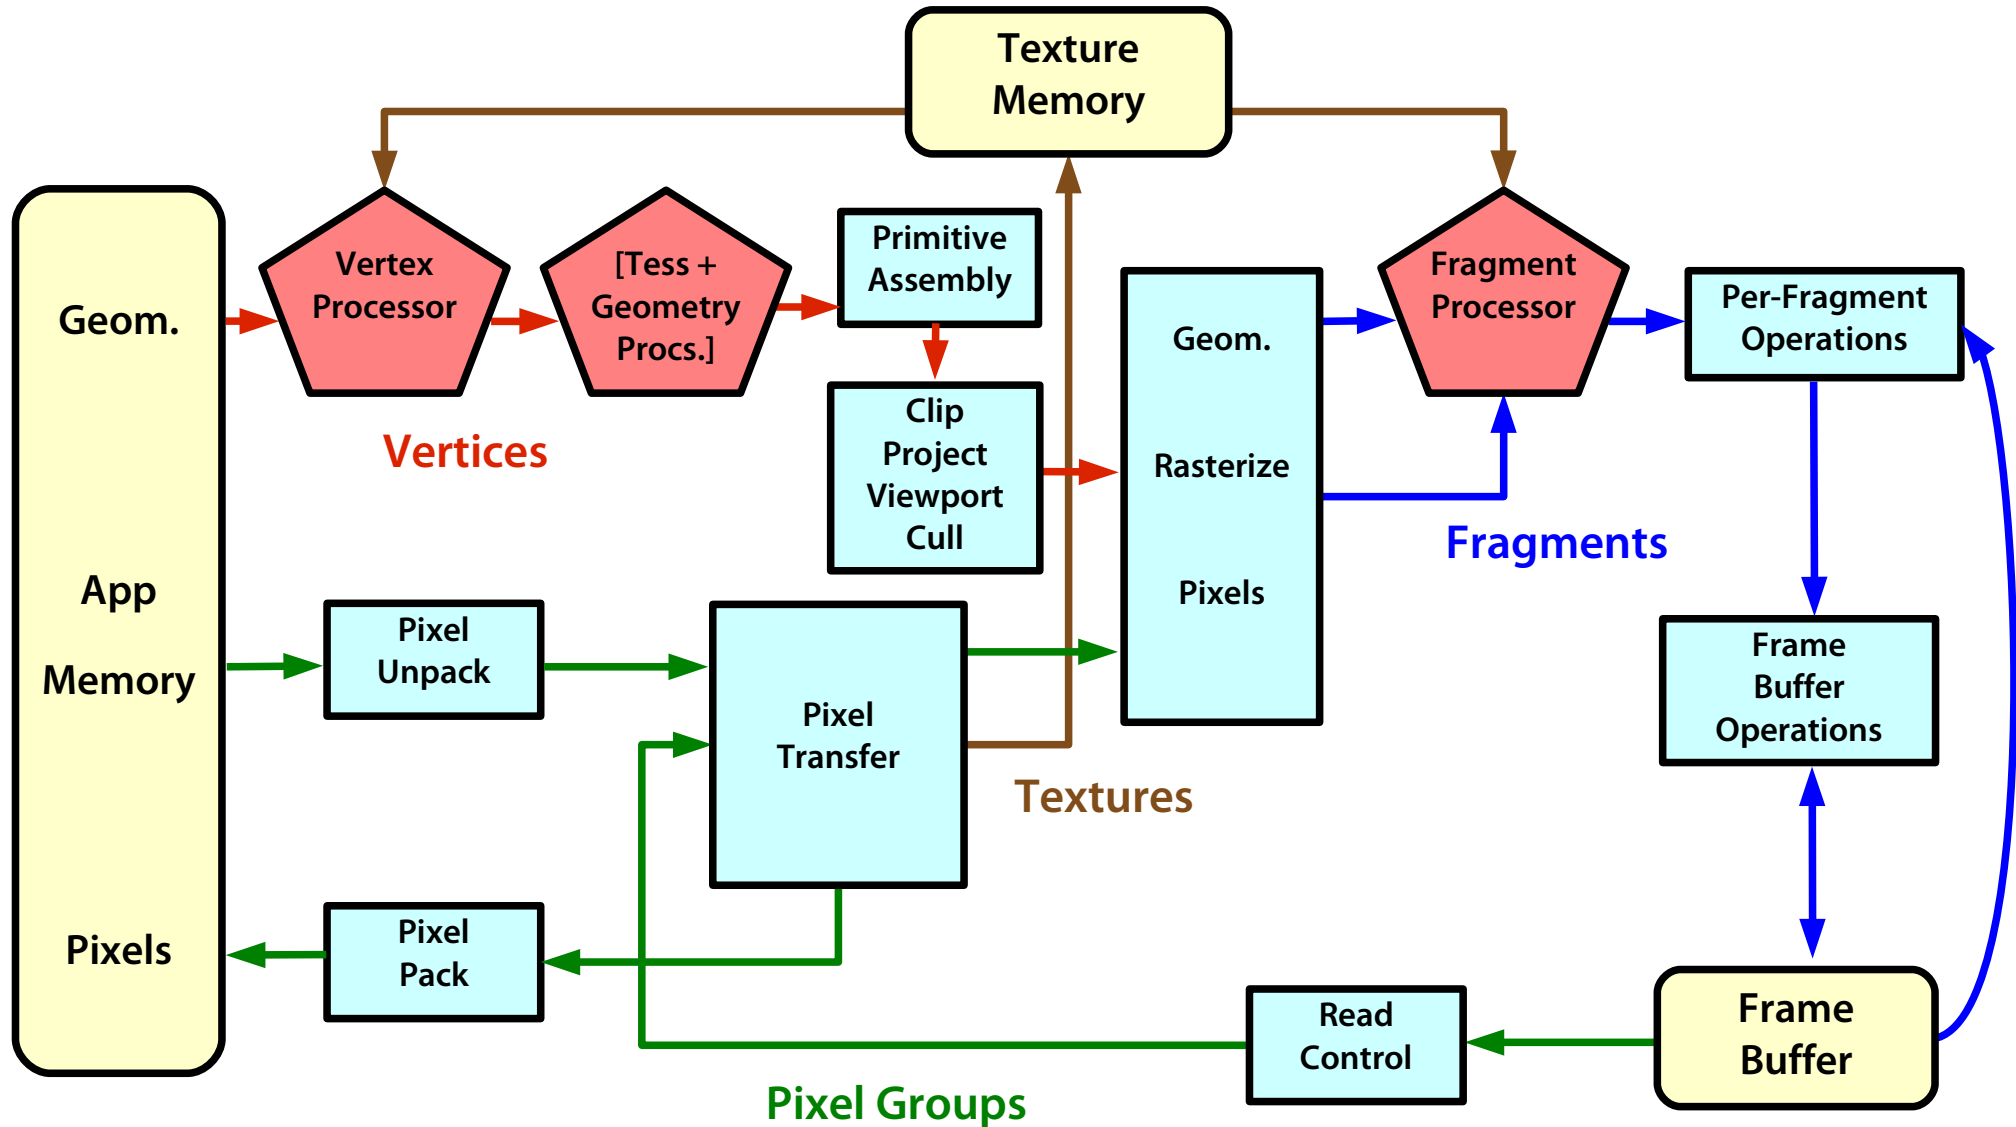 Texture
Memory
Geom.
App
Memory
Pixels
Vertex
Processor
[Tess +
Geometry
Procs.]
Primitive
Assembly
Clip
Project
Viewport
Cull
Vertices
Geom.
Rasterize
Pixels
Fragment
Processor
Per-Fragment
Operations
Fragments
Pixel
Unpack
Pixel
Transfer
Textures
Frame
Buffer
Operations
Pixel
Pack
Read
Control
Frame
Buffer
Pixel Groups